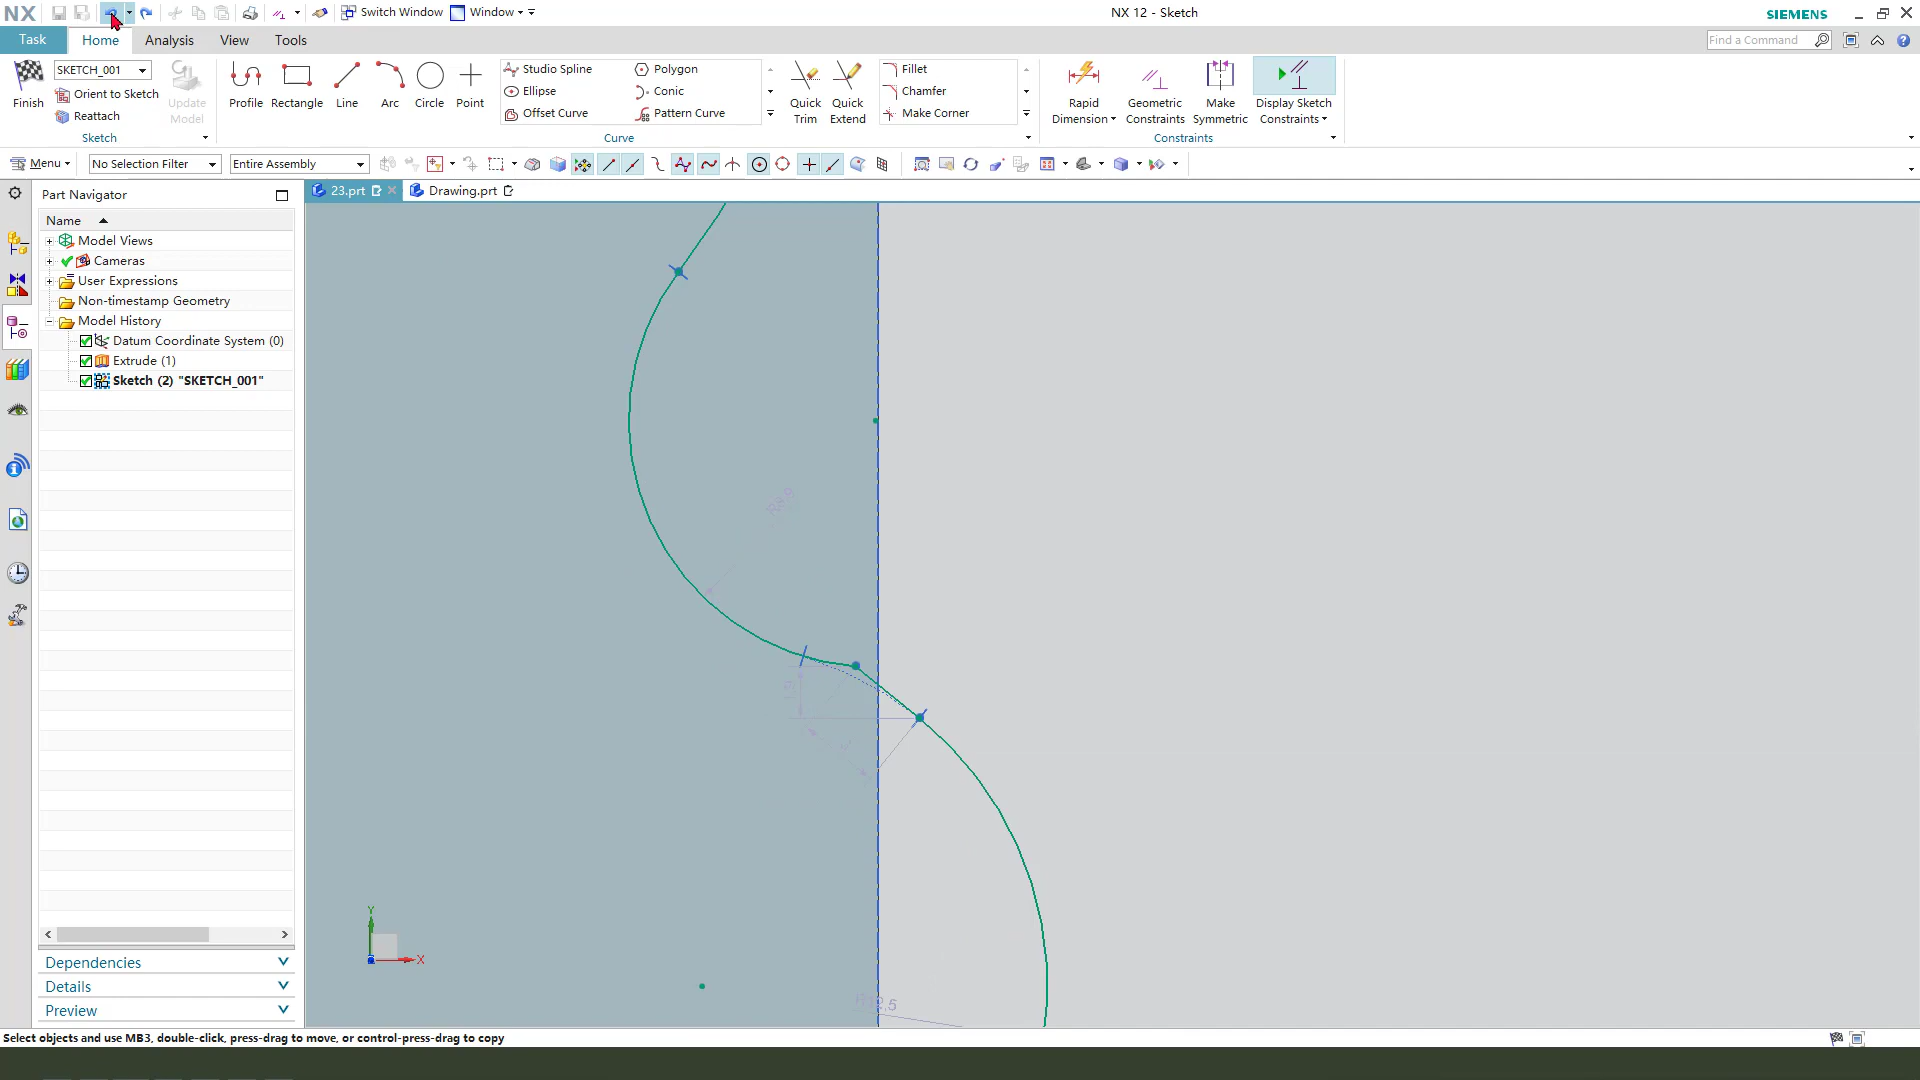 NX
Switch Window
Window
NX 12 - Sketch
SIEMENS
Task
Home
Analysis
View
Tools
Find a Command
Finish
SKETCH_001
Orient to Sketch
Reattach
Update
Model
Profile
Rectangle
Line
Arc
Circle
Point
Studio Spline
Ellipse
Offset Curve
Polygon
Conic
Pattern Curve
Quick
Trim
Quick
Extend
Fillet
Chamfer
Make Corner
Rapid
Dimension
Geometric
Constraints
Make
Symmetric
Display Sketch
Constraints
Sketch
Curve
Constraints
Menu
No Selection Filter
Entire Assembly
Part Navigator
23.prt
Drawing.prt
Name
Model Views
Cameras
User Expressions
Non-timestamp Geometry
Model History
Datum Coordinate System (0)
Extrude (1)
Sketch (2) "SKETCH_001"
Y
X
Dependencies
Details
Preview
Select objects and use MB3, double-click, press-drag to move, or control-press-drag to copy